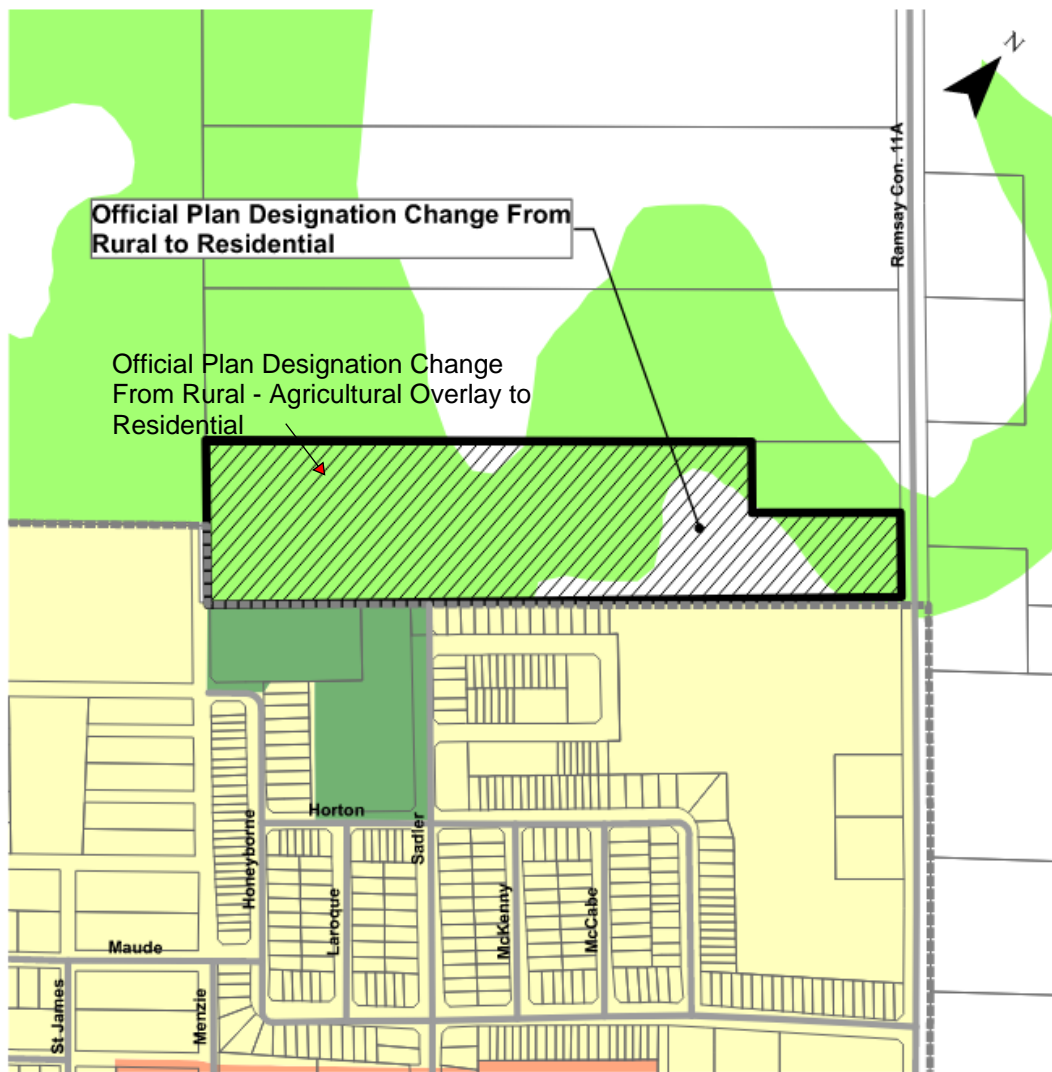 N
Ramsay Con. 11A
Official Plan Designation Change From
Rural to Residential
Official Plan Designation Change
From Rural - Agricultural Overlay to
Residential
Horton
Honeyborne
Sadler
Laroque
McKenny
McCabe
Maude
St James
Menzie